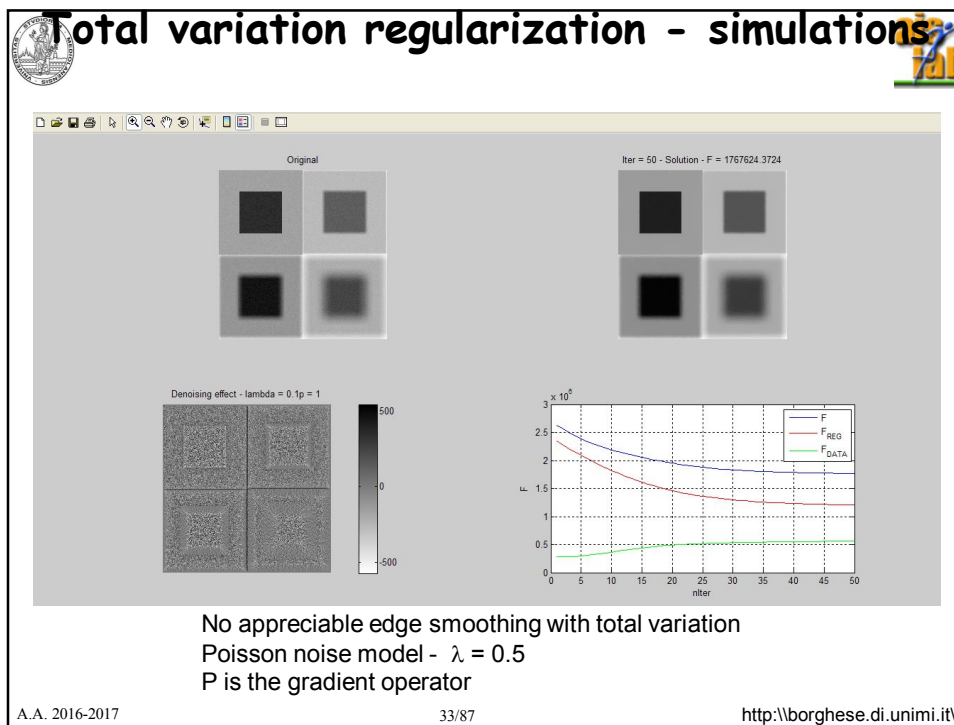 Total variation regularization - simulations
Original
Iter = 50 - Solution - F = 1767624.3724
Denoising effect - lambda = 0.1p = 1
500
0
-500
x 10⁶
3
2.5
2
1.5
1
0.5
0
F
F
F_REG
F_DATA
0 5 10 15 20 25 30 35 40 45 50
nIter
No appreciable edge smoothing with total variation
Poisson noise model - λ = 0.5
P is the gradient operator
A.A. 2016-2017
33/87
http:\\borghese.di.unimi.it\